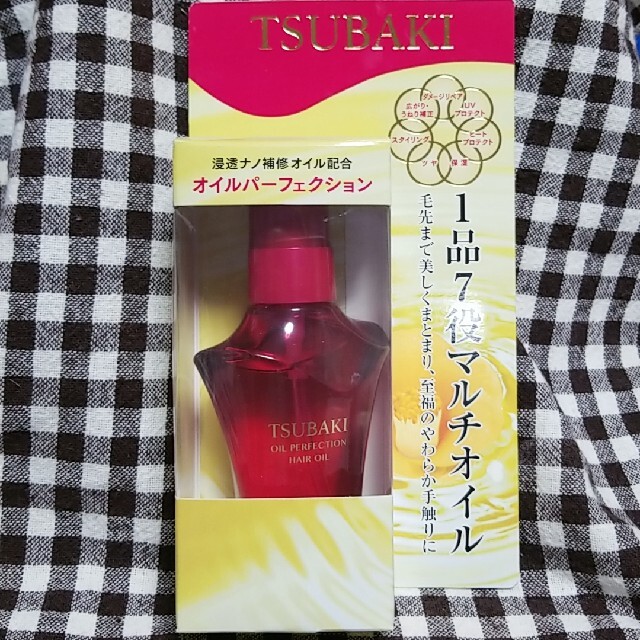 TSUBAKI
ダメージリペア
広がり・
うねり補正
UV
プロテクト
スタイリング
ヒート
プロテクト
ツヤ
保湿
浸透ナノ補修オイル配合
オイルパーフェクション
1品7役マルチオイル
毛先まで美しくまとまり、至福のやわらか手触りに
TSUBAKI
OIL PERFECTION
HAIR OIL